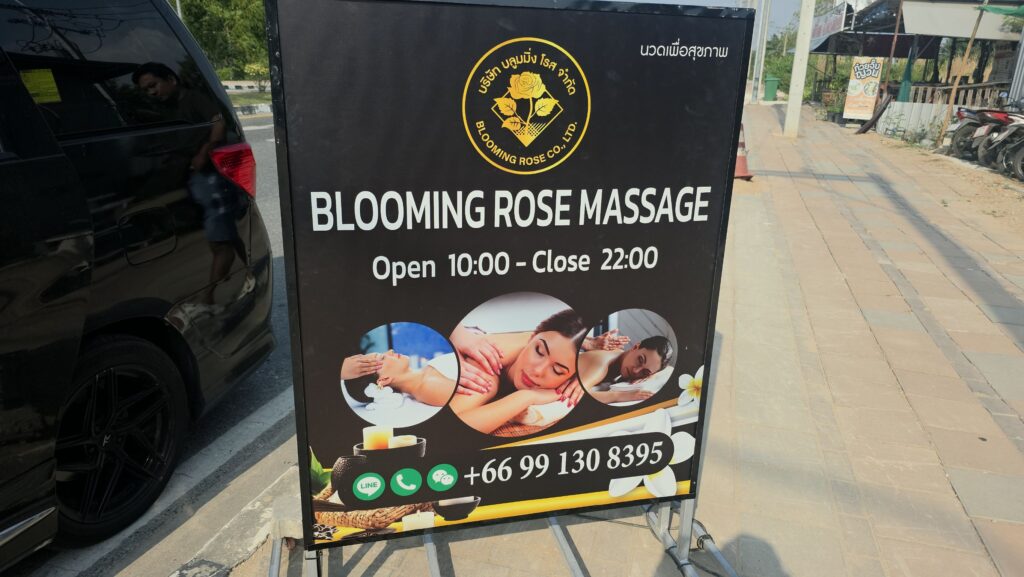 นวดเพื่อสุขภาพ
บริษัท บลูมมิ่ง โรส จำกัด
BLOOMING ROSE CO., LTD.
BLOOMING ROSE MASSAGE
Open 10:00 - Close 22:00
LINE
+66 99 130 8395